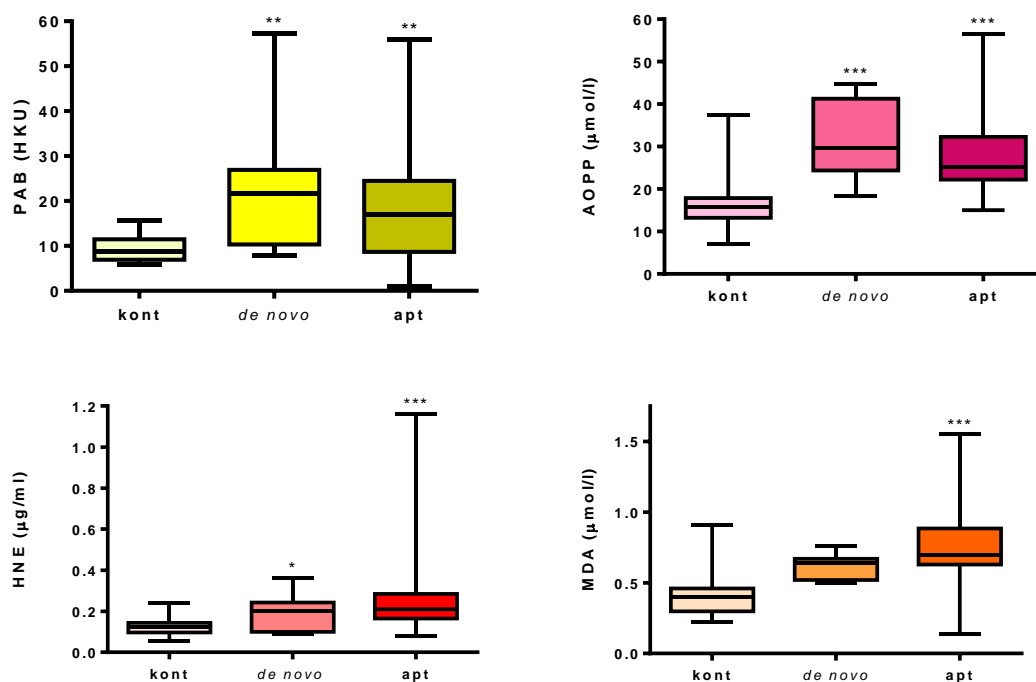 PAB (HKU)
60
50
40
30
20
10
0
**
**
kont
de novo
apt
AOPP (μmol/l)
60
50
40
30
20
10
0
***
***
kont
de novo
apt
HNE (μg/ml)
1.2
1.0
0.8
0.6
0.4
0.2
0.0
*
***
kont
de novo
apt
MDA (μmol/l)
1.5
1.0
0.5
0.0
***
kont
de novo
apt